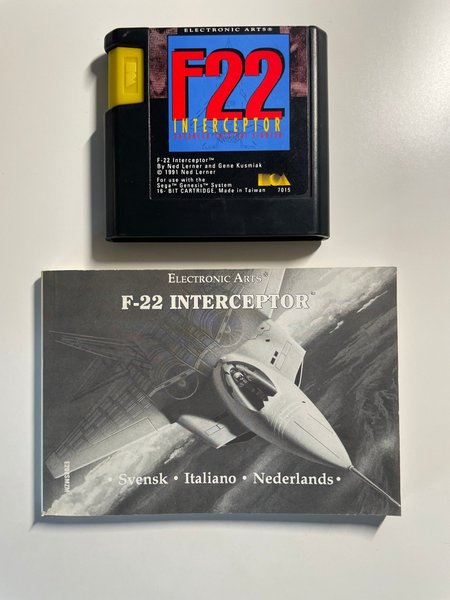 ELECTRONIC ARTS®
F22
INTERCEPTOR
F-22 Interceptor™
By Ned Lerner and Gene Kusmiak
© 1991 Ned Lerner
For use with the
Sega™ Genesis™ System
16- BIT CARTRIDGE, Made in Taiwan 7015
ELECTRONIC ARTS®
F-22 INTERCEPTOR™
• Svensk • Italiano • Nederlands •